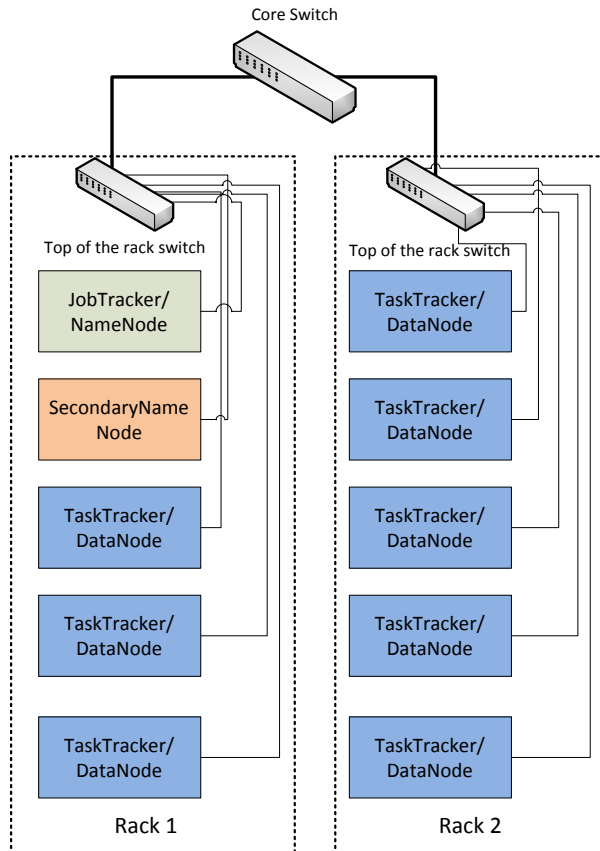 Core Switch
Top of the rack switch
JobTracker/
NameNode
SecondaryName
Node
TaskTracker/
DataNode
TaskTracker/
DataNode
TaskTracker/
DataNode
Rack 1
Top of the rack switch
TaskTracker/
DataNode
TaskTracker/
DataNode
TaskTracker/
DataNode
TaskTracker/
DataNode
TaskTracker/
DataNode
Rack 2